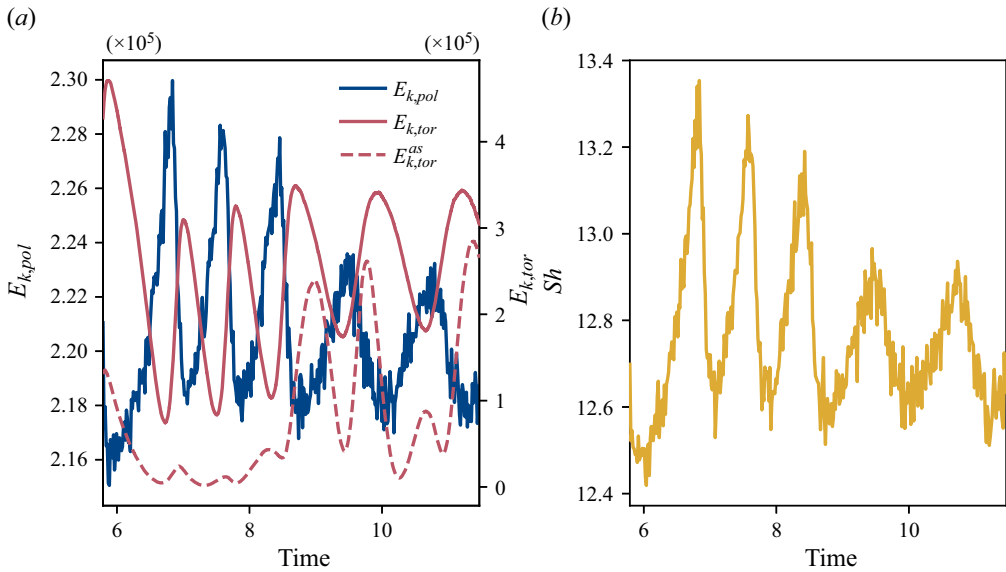 (a)
(×10⁵) (×10⁵)
E_{k,pol}
E_{k,tor}
E^{as}_{k,tor}
2.30
2.28
2.26
2.24
2.22
2.20
2.18
2.16
E_{k,pol}
4
3
2
1
0
E_{k,tor}
6 8 10
Time
(b)
13.4
13.2
13.0
12.8
12.6
12.4
Sh
6 8 10
Time